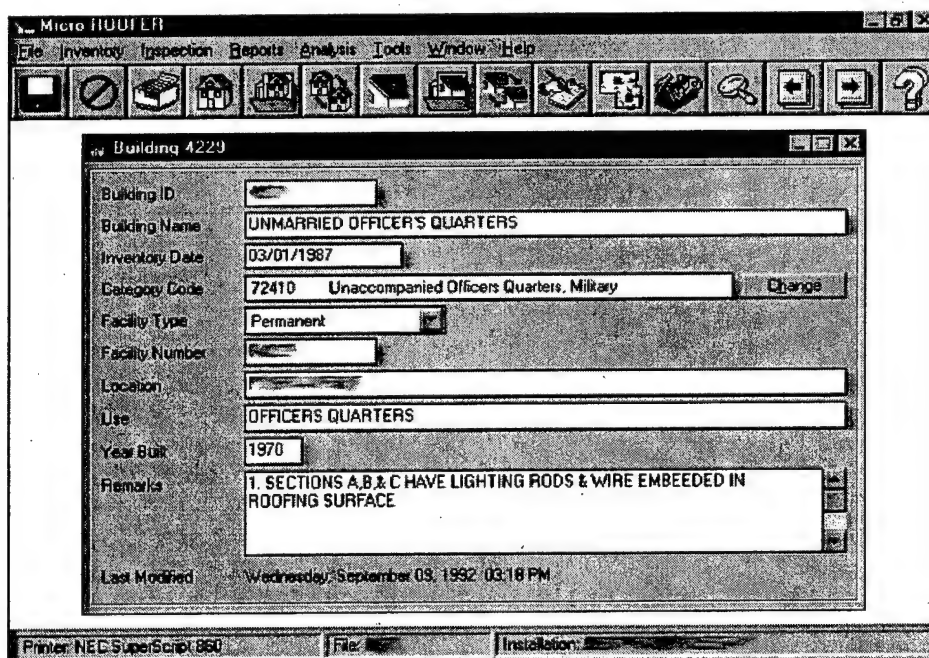 Micro ROOFER
File Inventory Inspection Reports Analysis Tools Window Help
Building 4229
Building ID
Building Name UNMARRIED OFFICER'S QUARTERS
Inventory Date 03/01/1987
Category Code 72410 Unaccompanied Officers Quarters, Military Change
Facility Type Permanent
Facility Number
Location
Use OFFICERS QUARTERS
Year Built 1970
Remarks 1. SECTIONS A,B,& C HAVE LIGHTING RODS & WIRE EMBEEDED IN
ROOFING SURFACE
Last Modified Wednesday, September 09, 1992 03:18 PM
Printer: NEC SuperScript 860 File: Installation: